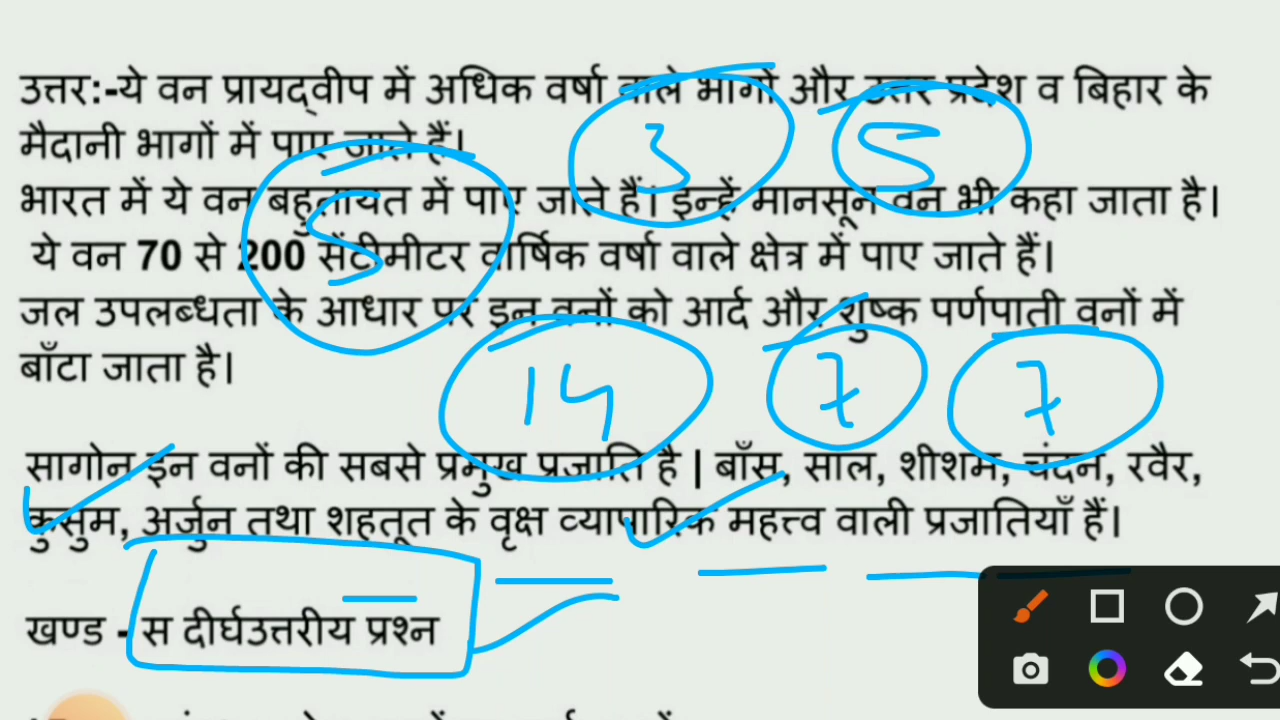 उत्तर:-ये वन प्रायद्वीप में अधिक वर्षा वाले भागों और उत्तर प्रदेश व बिहार के
मैदानी भागों में पाए जाते हैं।
3 5
भारत में ये वन बहुतायत में पाए जाते हैं। इन्हें मानसून वन भी कहा जाता है।
5
ये वन 70 से 200 सेंटीमीटर वार्षिक वर्षा वाले क्षेत्र में पाए जाते हैं।
जल उपलब्धता के आधार पर इन वनों को आर्द और शुष्क पर्णपाती वनों में
बाँटा जाता है।
14 7 7
सागोन इन वनों की सबसे प्रमुख प्रजाति है | बाँस, साल, शीशम, चंदन, रवैर,
कुसुम, अर्जुन तथा शहतूत के वृक्ष व्यापारिक महत्त्व वाली प्रजातियाँ हैं।
खण्ड - स दीर्घउत्तरीय प्रश्न